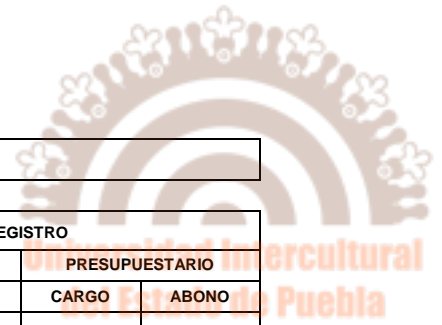 EGISTRO
Universidad Intercultural
PRESUPUESTARIO
del Estado de Puebla
CARGO ABONO